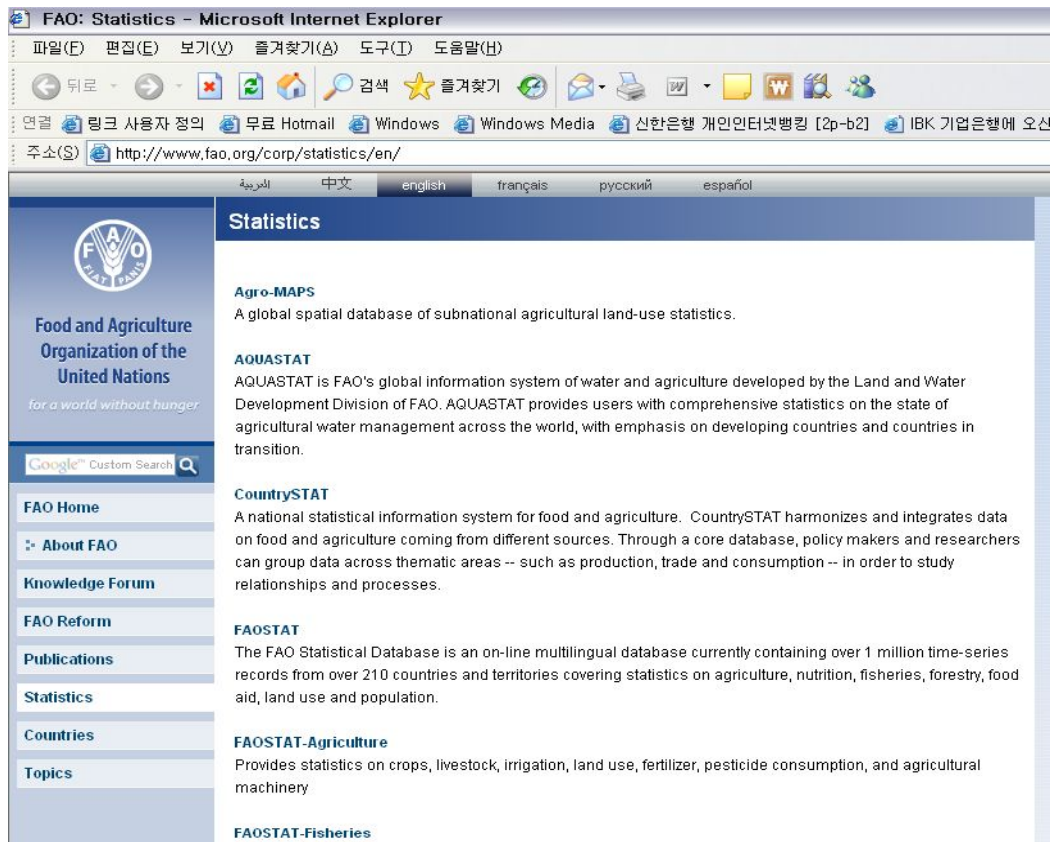 FAO: Statistics - Microsoft Internet Explorer
파일(F) 편집(E) 보기(V) 즐겨찾기(A) 도구(T) 도움말(H)
뒤로 검색 즐겨찾기
연결 링크 사용자 정의 무료 Hotmail Windows Windows Media 신한은행 개인인터넷뱅킹 [2p-b2] IBK 기업은행에 오신
주소(S) http://www.fao.org/corp/statistics/en/
العربية 中文 english français русский español
Statistics
FAO
FIAT PANIS
Food and Agriculture
Organization of the
United Nations
for a world without hunger
Google™ Custom Search
FAO Home
About FAO
Knowledge Forum
FAO Reform
Publications
Statistics
Countries
Topics
Agro-MAPS
A global spatial database of subnational agricultural land-use statistics.
AQUASTAT
AQUASTAT is FAO's global information system of water and agriculture developed by the Land and Water
Development Division of FAO. AQUASTAT provides users with comprehensive statistics on the state of
agricultural water management across the world, with emphasis on developing countries and countries in
transition.
CountrySTAT
A national statistical information system for food and agriculture. CountrySTAT harmonizes and integrates data
on food and agriculture coming from different sources. Through a core database, policy makers and researchers
can group data across thematic areas -- such as production, trade and consumption -- in order to study
relationships and processes.
FAOSTAT
The FAO Statistical Database is an on-line multilingual database currently containing over 1 million time-series
records from over 210 countries and territories covering statistics on agriculture, nutrition, fisheries, forestry, food
aid, land use and population.
FAOSTAT-Agriculture
Provides statistics on crops, livestock, irrigation, land use, fertilizer, pesticide consumption, and agricultural
machinery
FAOSTAT-Fisheries